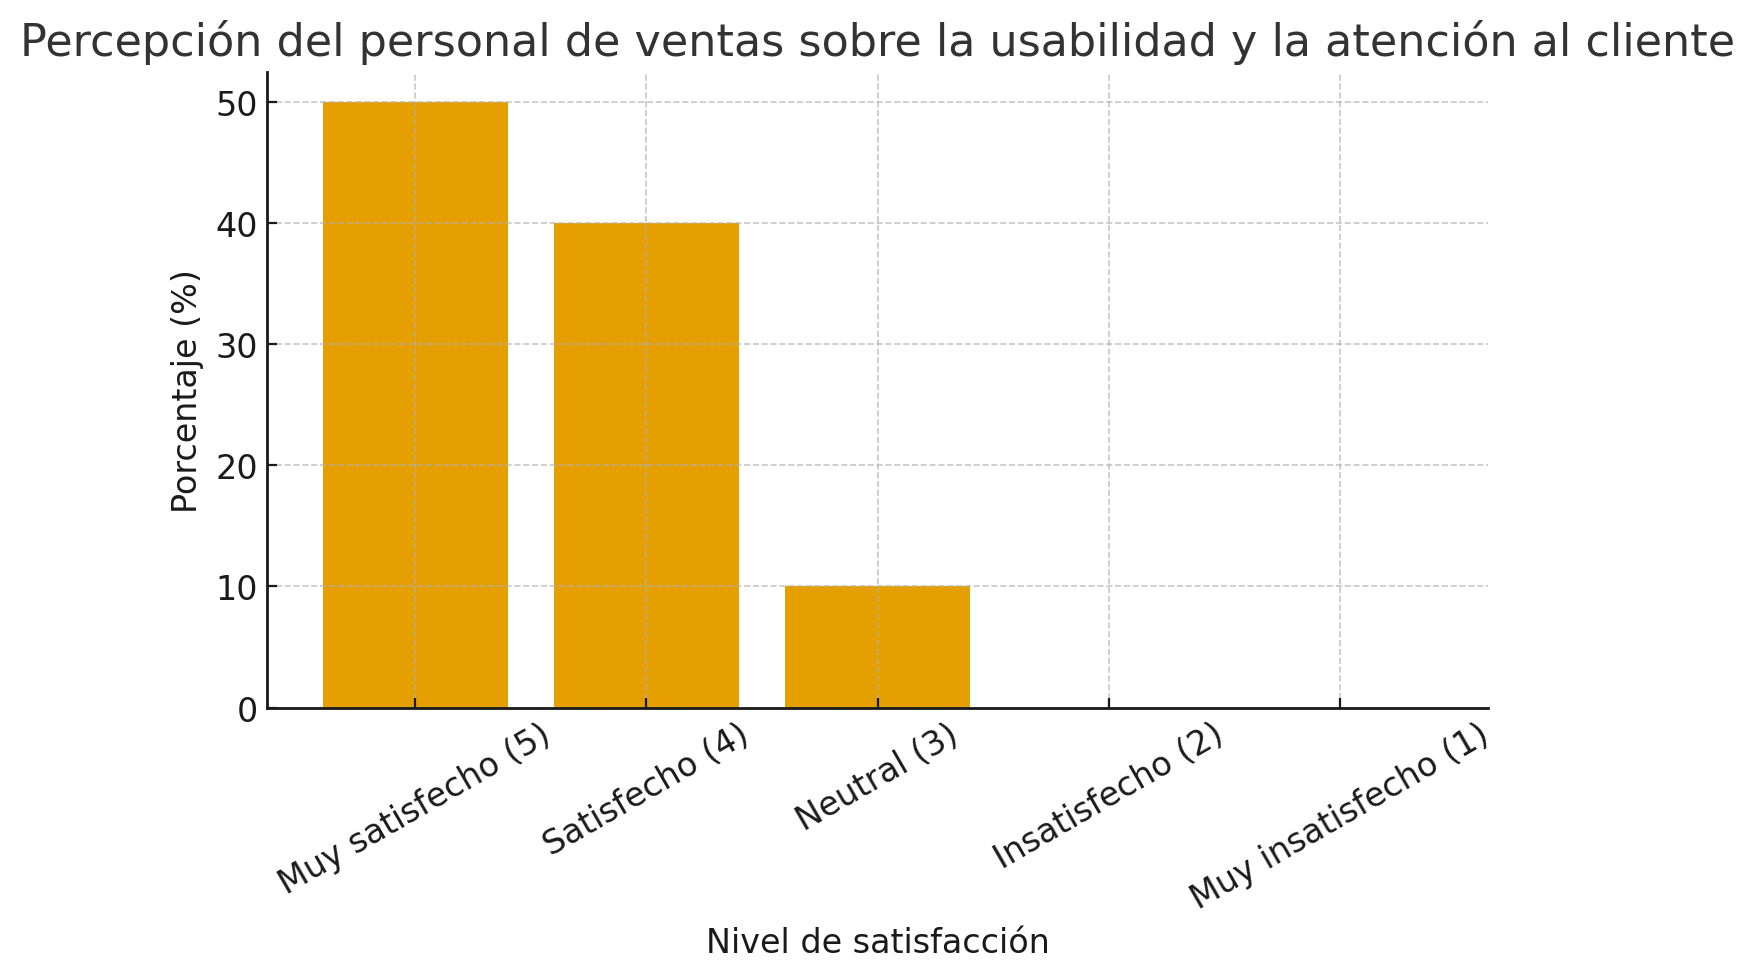 Percepción del personal de ventas sobre la usabilidad y la atención al cliente
Porcentaje (%)
50
40
30
20
10
0
Muy satisfecho (5)
Satisfecho (4)
Neutral (3)
Insatisfecho (2)
Muy insatisfecho (1)
Nivel de satisfacción